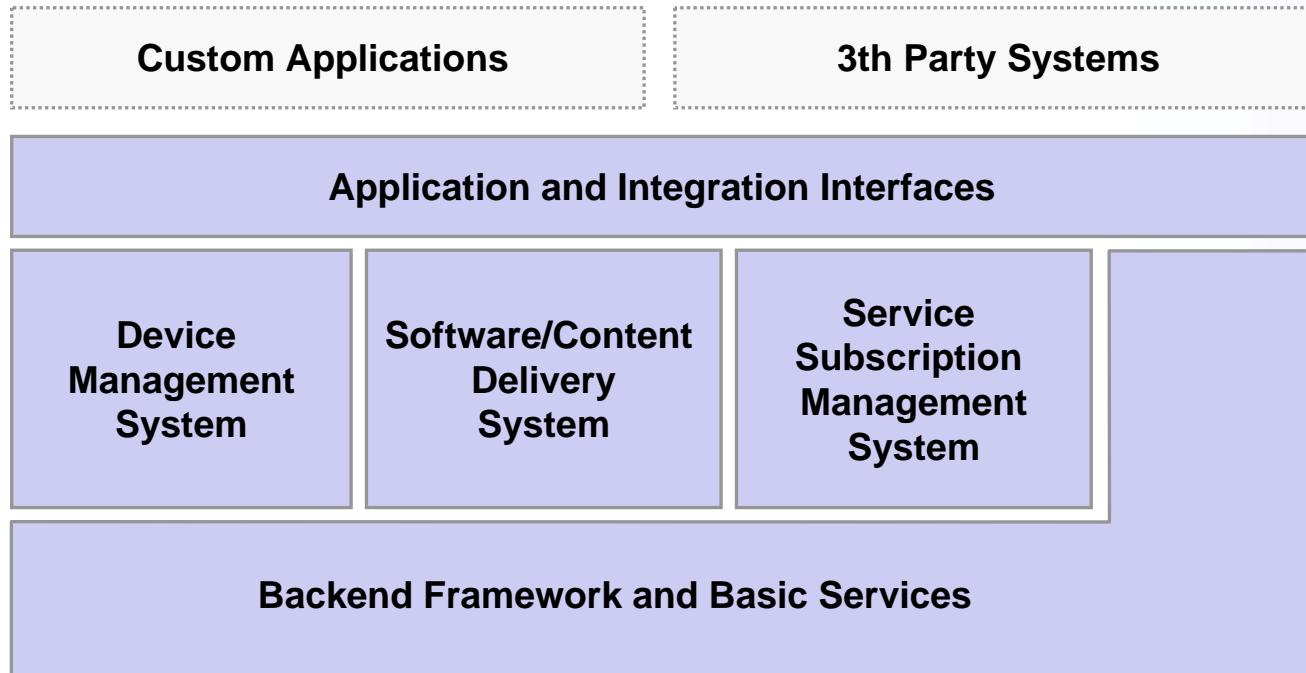 Custom Applications
3th Party Systems
Application and Integration Interfaces
Device
Management
System
Software/Content
Delivery
System
Service
Subscription
Management
System
Backend Framework and Basic Services